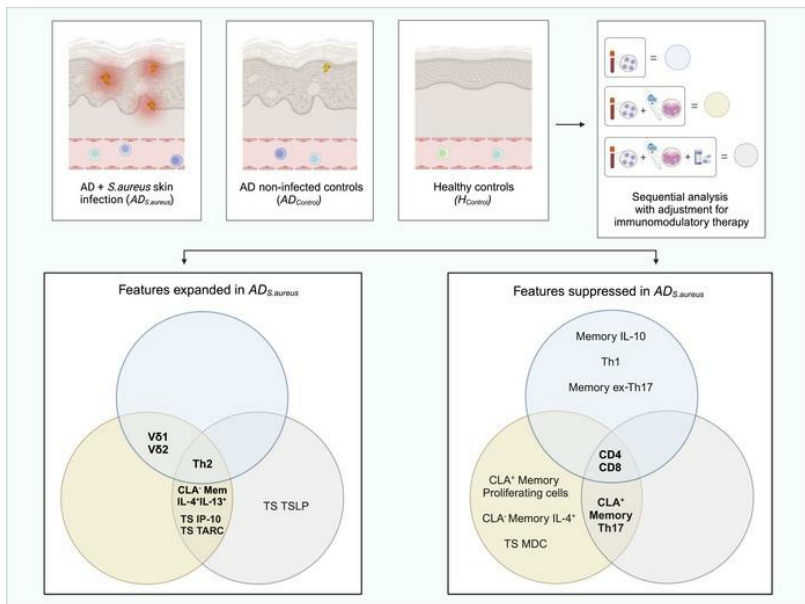 AD + S.aureus skin
infection (AD S.aureus)
AD non-infected controls
(AD Control)
Healthy controls
(H Control)
+
=
+
+
=
=
Sequential analysis
with adjustment for
immunomodulatory therapy
Features expanded in AD S.aureus
Vδ1
Vδ2
Th2
CLA⁻ Mem
IL-4⁺IL-13⁺
TS IP-10
TS TARC
TS TSLP
Features suppressed in AD S.aureus
Memory IL-10
Th1
Memory ex-Th17
CD4
CD8
CLA⁺ Memory
Proliferating cells
CLA⁻ Memory IL-4⁺
TS MDC
CLA⁺
Memory
Th17